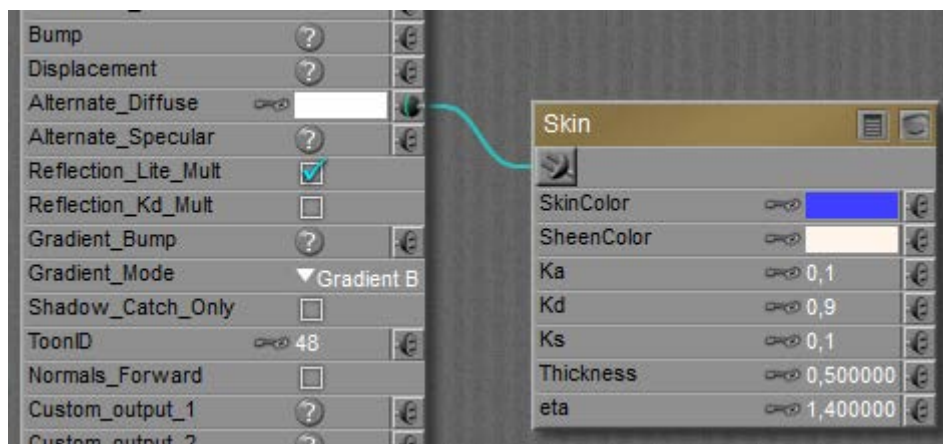 Bump
Displacement
Alternate_Diffuse
Alternate_Specular
Reflection_Lite_Mult
Reflection_Kd_Mult
Gradient_Bump
Gradient_Mode Gradient B
Shadow_Catch_Only
ToonID 48
Normals_Forward
Custom_output_1
Custom_output_2
Skin
SkinColor
SheenColor
Ka 0,1
Kd 0,9
Ks 0,1
Thickness 0,500000
eta 1,400000